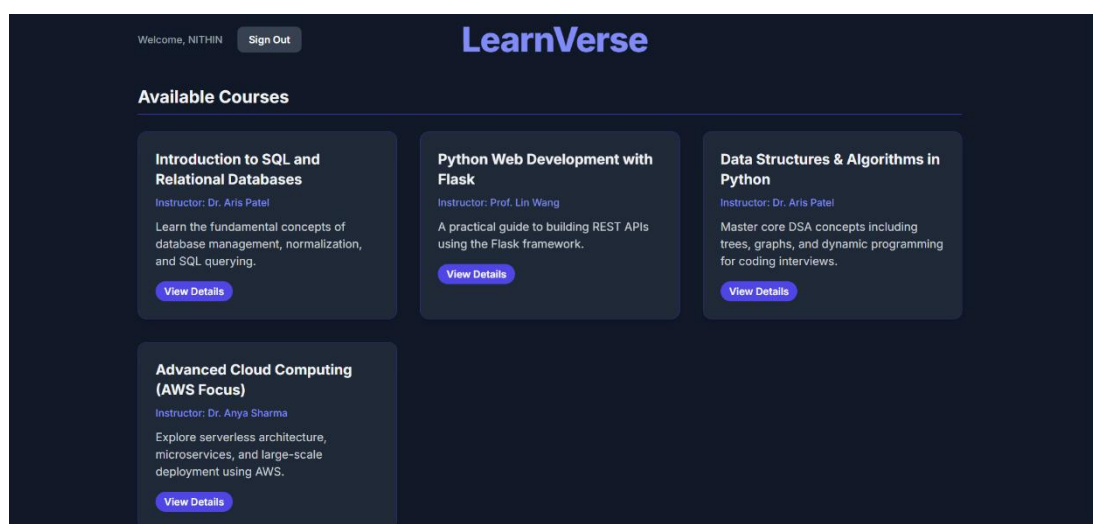 Welcome, NITHIN
Sign Out
LearnVerse
Available Courses
Introduction to SQL and
Relational Databases
Instructor: Dr. Aris Patel
Learn the fundamental concepts of
database management, normalization,
and SQL querying.
View Details
Python Web Development with
Flask
Instructor: Prof. Lin Wang
A practical guide to building REST APIs
using the Flask framework.
View Details
Data Structures & Algorithms in
Python
Instructor: Dr. Aris Patel
Master core DSA concepts including
trees, graphs, and dynamic programming
for coding interviews.
View Details
Advanced Cloud Computing
(AWS Focus)
Instructor: Dr. Anya Sharma
Explore serverless architecture,
microservices, and large-scale
deployment using AWS.
View Details